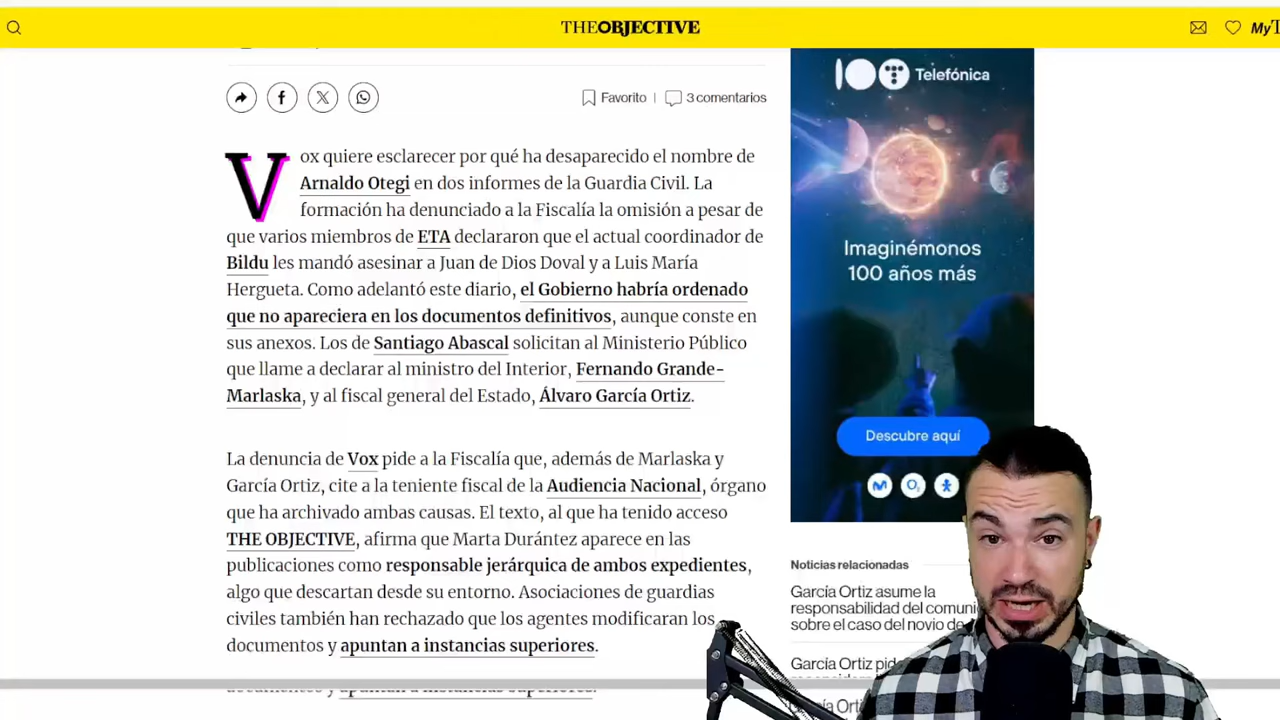 THEOBJECTIVE
MyT
Favorito | 3 comentarios
Vox quiere esclarecer por qué ha desaparecido el nombre de
Arnaldo Otegi en dos informes de la Guardia Civil. La
formación ha denunciado a la Fiscalía la omisión a pesar de
que varios miembros de ETA declararon que el actual coordinador de
Bildu les mandó asesinar a Juan de Dios Doval y a Luis María
Hergueta. Como adelantó este diario, el Gobierno habría ordenado
que no apareciera en los documentos definitivos, aunque conste en
sus anexos. Los de Santiago Abascal solicitan al Ministerio Público
que llame a declarar al ministro del Interior, Fernando Grande-
Marlaska, y al fiscal general del Estado, Álvaro García Ortiz.
La denuncia de Vox pide a la Fiscalía que, además de Marlaska y
García Ortiz, cite a la teniente fiscal de la Audiencia Nacional, órgano
que ha archivado ambas causas. El texto, al que ha tenido acceso
THE OBJECTIVE, afirma que Marta Durántez aparece en las
publicaciones como responsable jerárquica de ambos expedientes,
algo que descartan desde su entorno. Asociaciones de guardias
civiles también han rechazado que los agentes modificaran los
documentos y apuntan a instancias superiores.
100 Telefónica
Imaginémonos
100 años más
Descubre aquí
Noticias relacionadas
García Ortiz asume la
responsabilidad del comuni
sobre el caso del novio de
García Ortiz pid